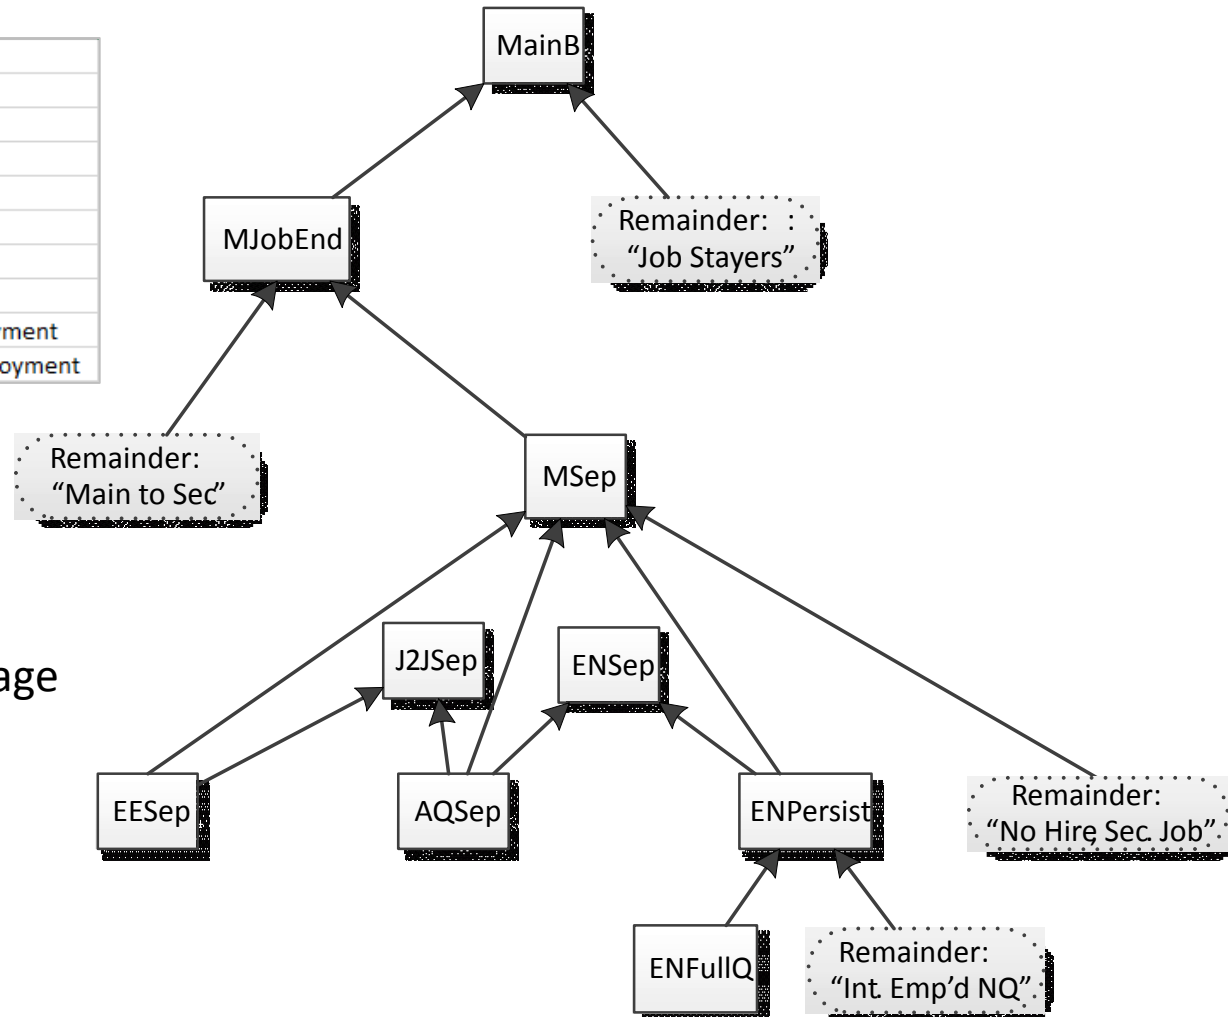 MainB
MJobEnd
Remainder: :
“Job Stayers”
yment
oyment
Remainder:
“Main to Sec”
MSep
J2JSep
ENSep
age
EESep
AQSep
ENPersist
Remainder:
“No Hire, Sec. Job”
ENFullQ
Remainder:
“Int. Emp’d NQ”